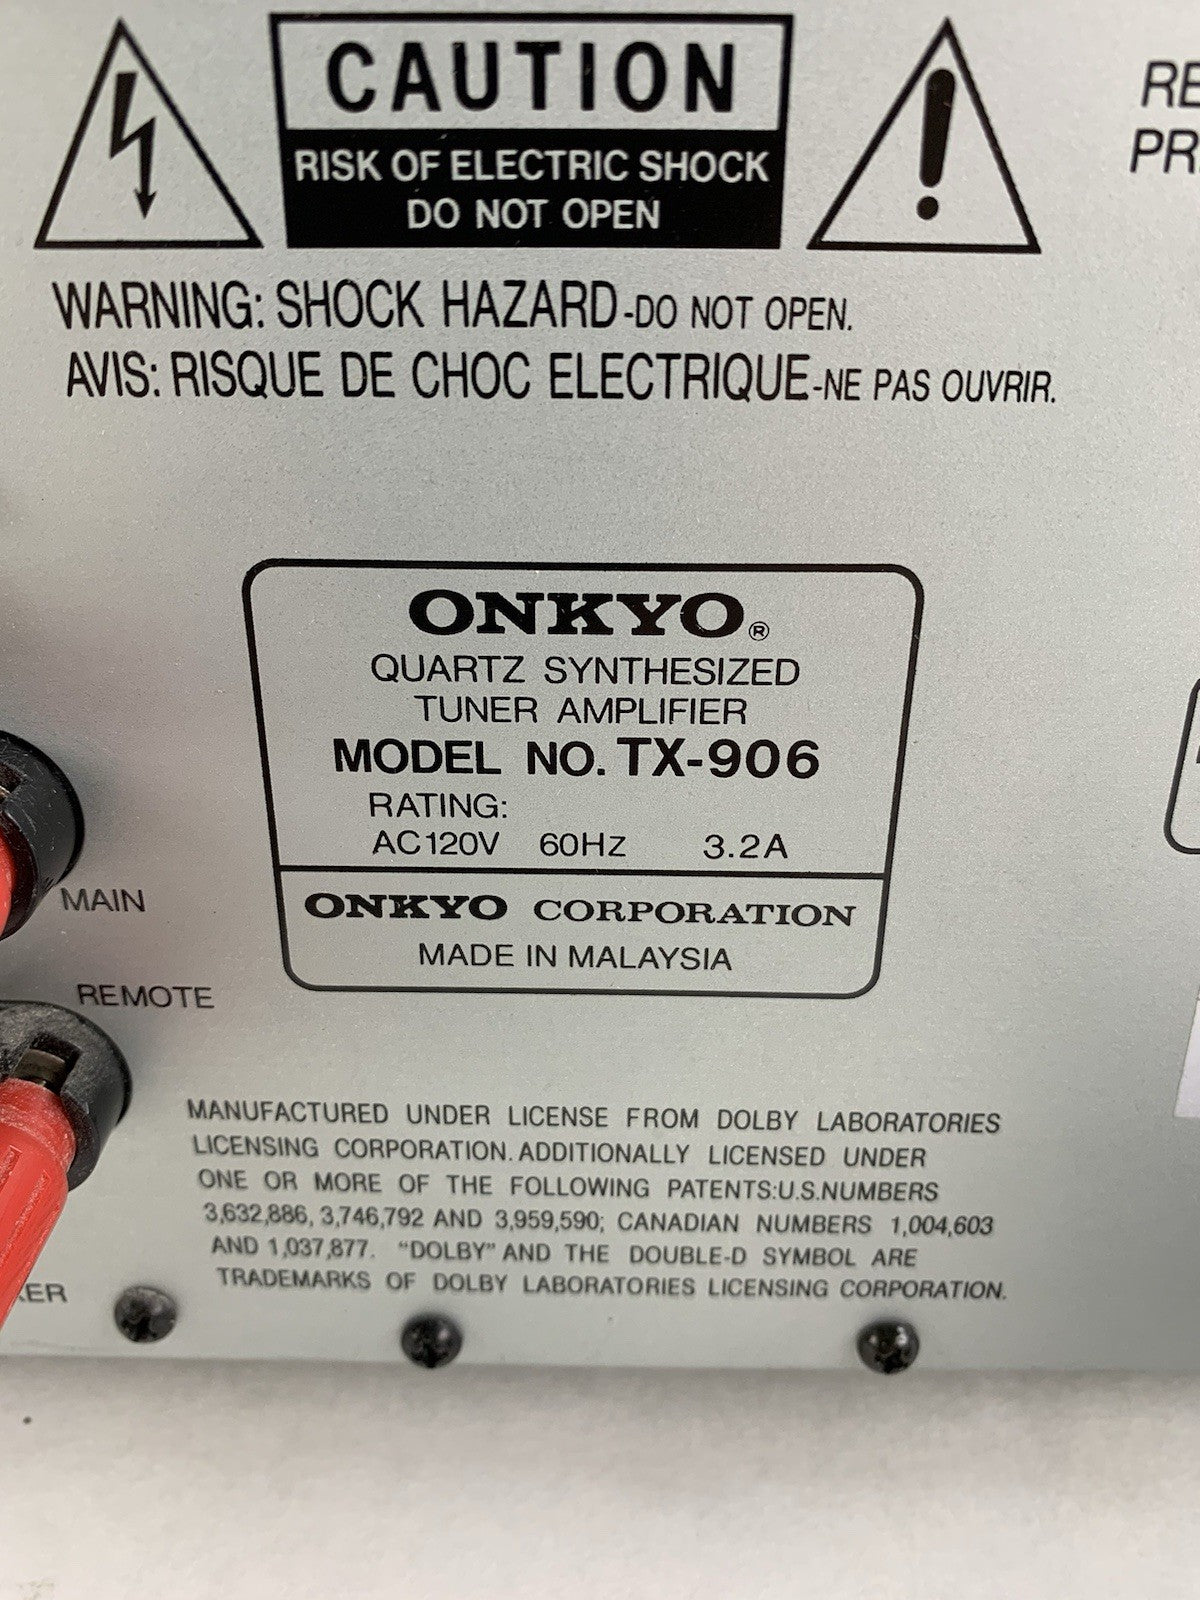 CAUTION
RISK OF ELECTRIC SHOCK
DO NOT OPEN
WARNING: SHOCK HAZARD-DO NOT OPEN.
AVIS: RISQUE DE CHOC ELECTRIQUE-NE PAS OUVRIR.
ONKYO®
QUARTZ SYNTHESIZED
TUNER AMPLIFIER
MODEL NO. TX-906
RATING:
AC120V 60Hz 3.2A
ONKYO CORPORATION
MADE IN MALAYSIA
MAIN
REMOTE
MANUFACTURED UNDER LICENSE FROM DOLBY LABORATORIES
LICENSING CORPORATION. ADDITIONALLY LICENSED UNDER
ONE OR MORE OF THE FOLLOWING PATENTS:U.S.NUMBERS
3,632,886, 3,746,792 AND 3,959,590; CANADIAN NUMBERS 1,004,603
AND 1,037,877. "DOLBY" AND THE DOUBLE-D SYMBOL ARE
TRADEMARKS OF DOLBY LABORATORIES LICENSING CORPORATION.